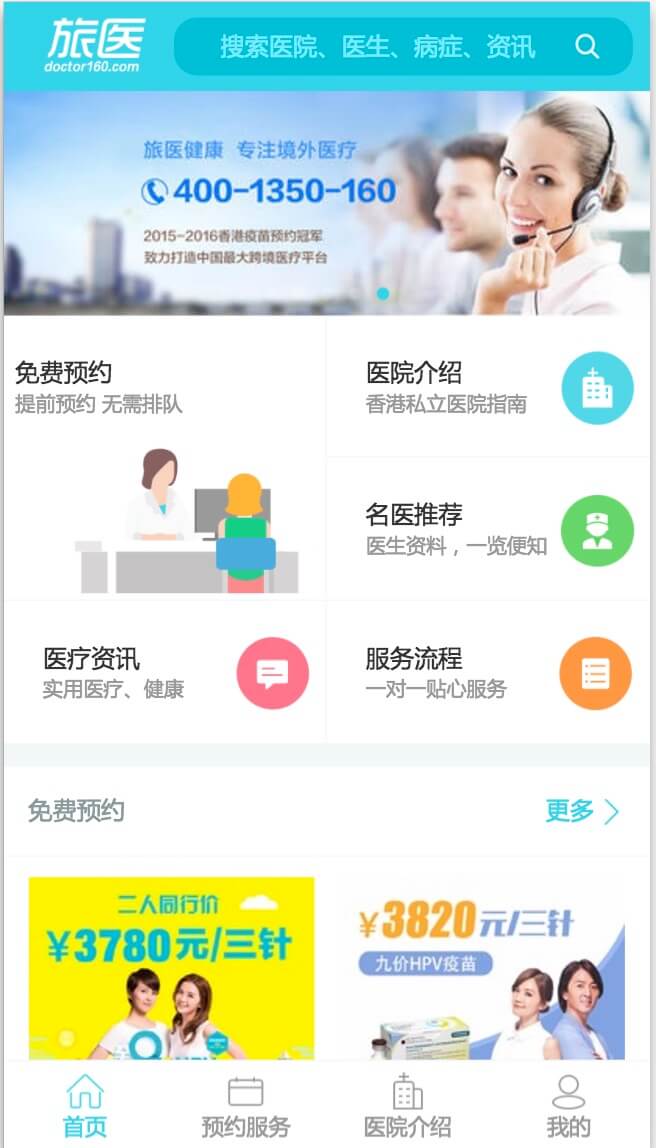 旅医
doctor160.com
搜索医院、医生、病症、资讯
旅医健康 专注境外医疗
400-1350-160
2015-2016香港疫苗预约冠军
致力打造中国最大跨境医疗平台
免费预约
提前预约 无需排队
医院介绍
香港私立医院指南
名医推荐
医生资料，一览便知
医疗资讯
实用医疗、健康
服务流程
一对一贴心服务
免费预约
更多
二人同行价
¥3780元/三针
¥3820元/三针
九价HPV疫苗
首页
预约服务
医院介绍
我的